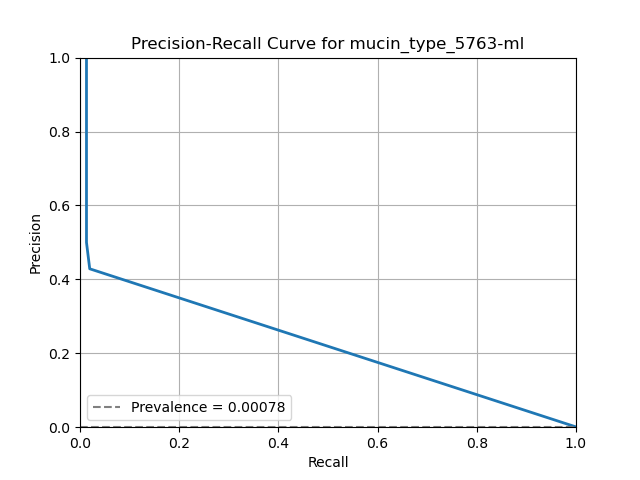 Precision-Recall Curve for mucin_type_5763-ml
1.0
0.8
0.6
0.4
0.2
0.0
Precision
Prevalence = 0.00078
0.0 0.2 0.4 0.6 0.8 1.0
Recall